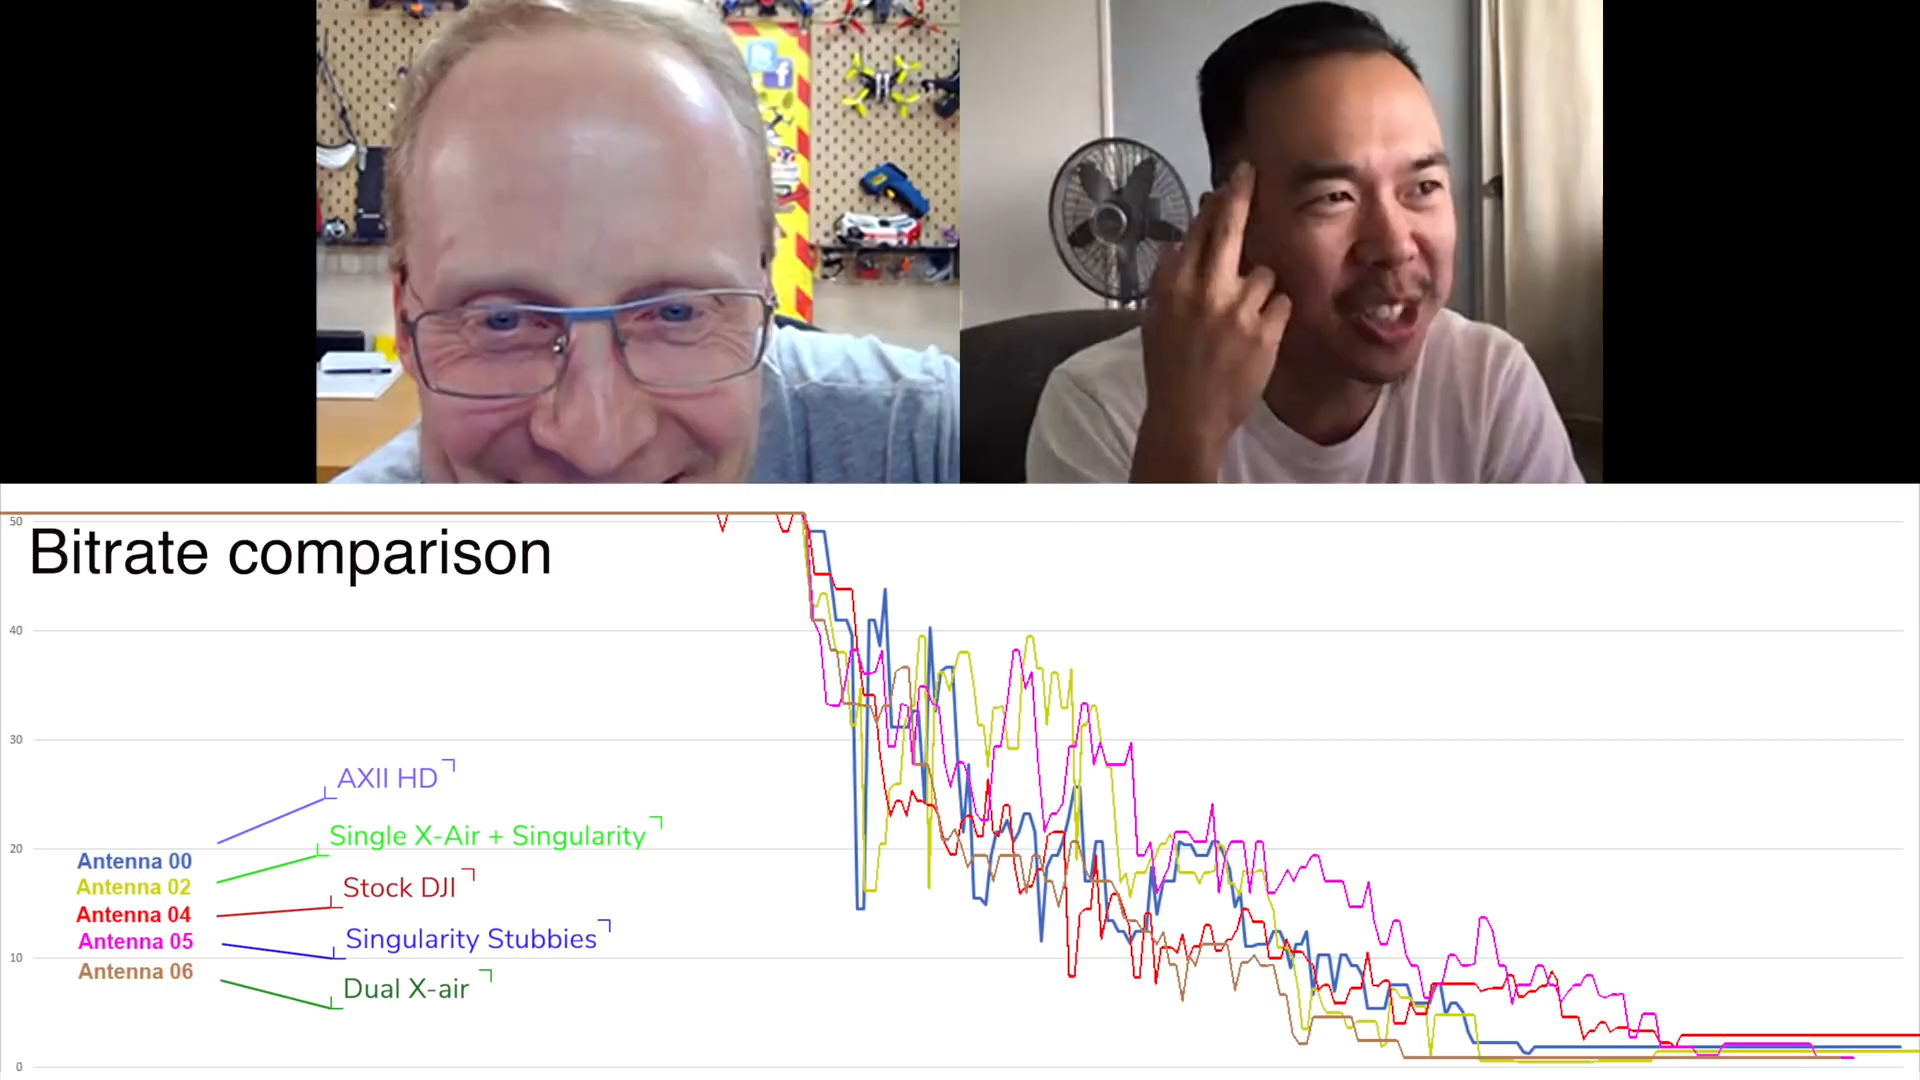 50
Bitrate comparison
40
30
AXII HD
Single X-Air + Singularity
20
Antenna 00
Antenna 02
Stock DJI
Antenna 04
Antenna 05
Singularity Stubbies
10
Antenna 06
Dual X-air
0